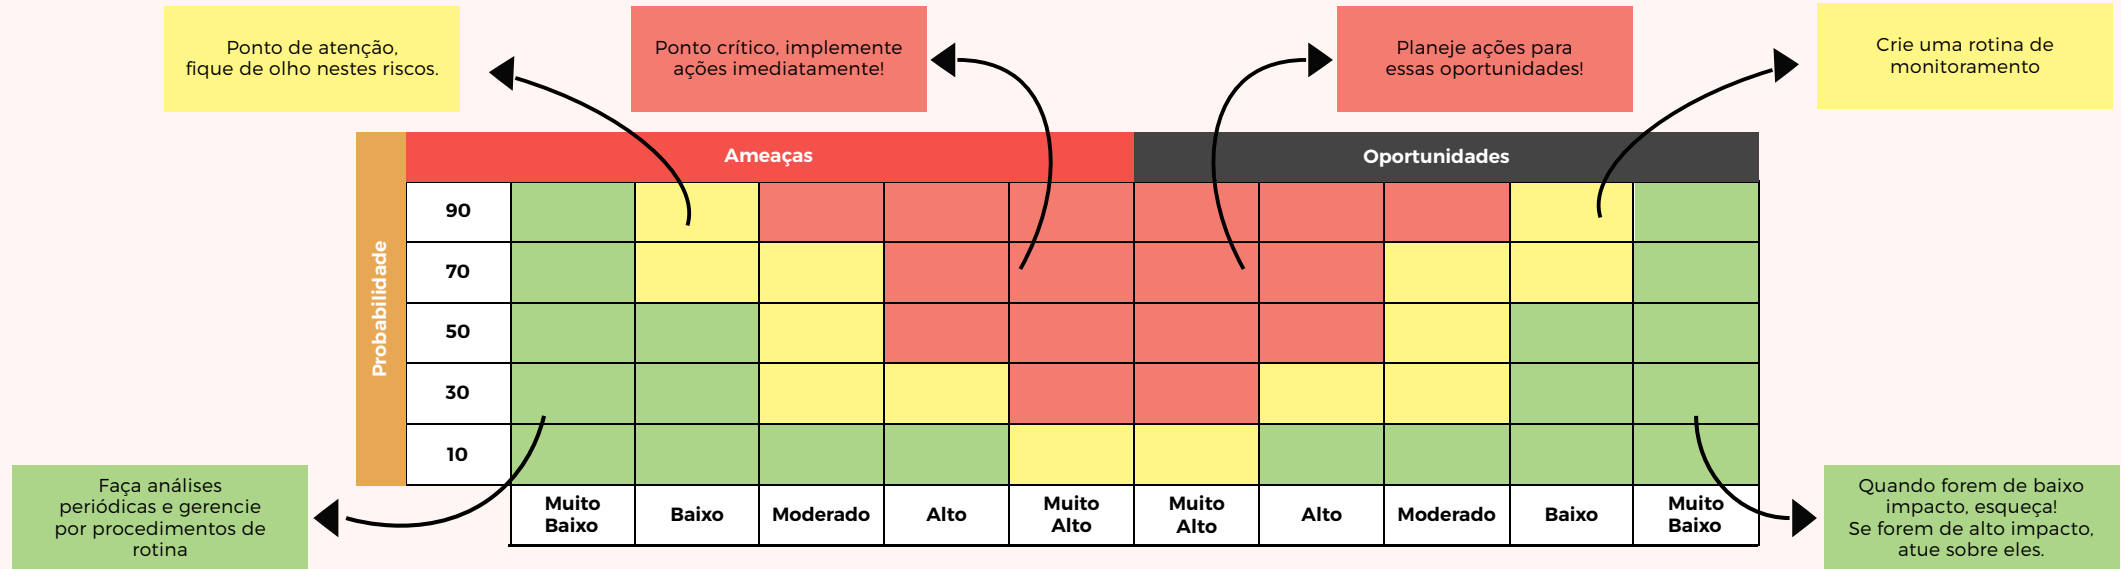 Ponto de atenção,
fique de olho nestes riscos.
Ponto crítico, implemente
ações imediatamente!
Planeje ações para
essas oportunidades!
Crie uma rotina de
monitoramento
Ameaças
Oportunidades
Probabilidade
90
70
50
30
10
Muito
Baixo
Baixo
Moderado
Alto
Muito
Alto
Muito
Alto
Alto
Moderado
Baixo
Muito
Baixo
Faça análises
periódicas e gerencie
por procedimentos de
rotina
Quando forem de baixo
impacto, esqueça!
Se forem de alto impacto,
atue sobre eles.